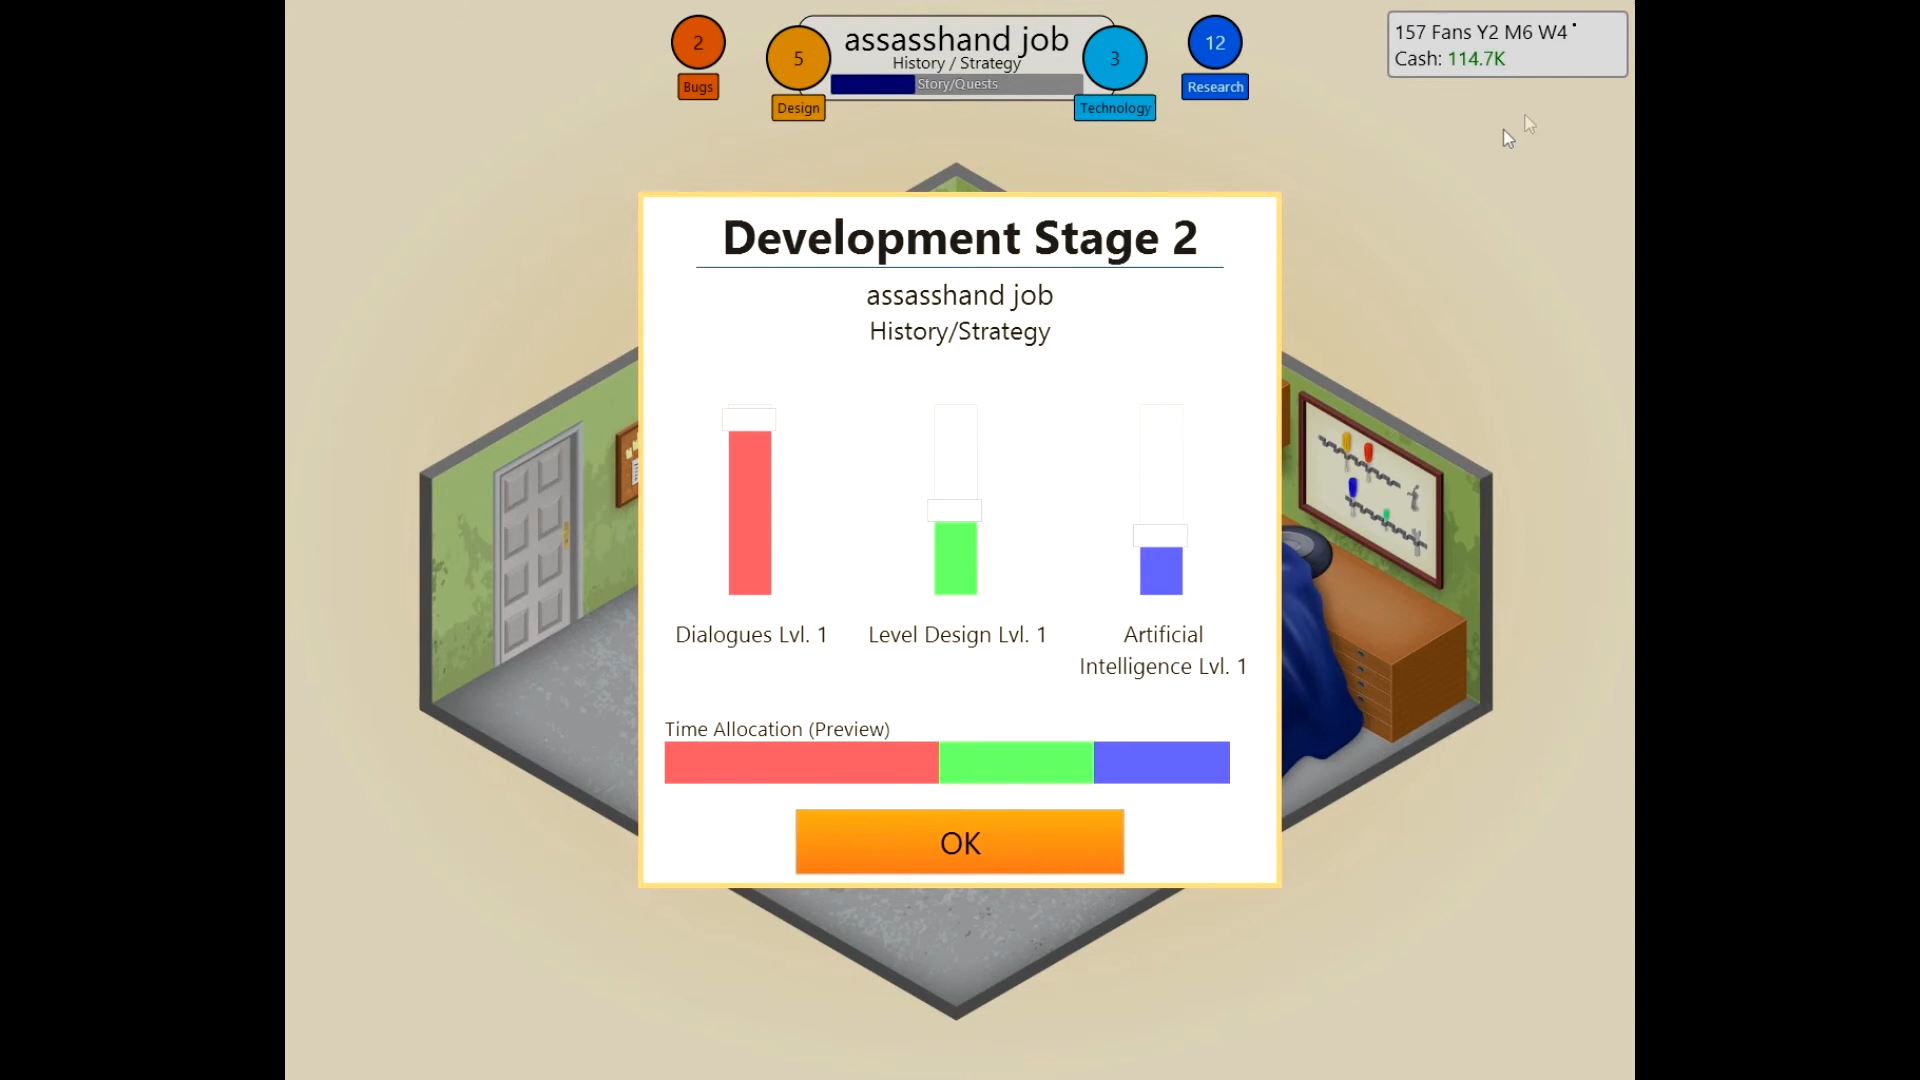 2
Bugs
5
Design
assasshand job
History / Strategy
Story/Quests
3
Technology
12
Research
157 Fans Y2 M6 W4
Cash: 114.7K
Development Stage 2
assasshand job
History/Strategy
Dialogues Lvl. 1
Level Design Lvl. 1
Artificial
Intelligence Lvl. 1
Time Allocation (Preview)
OK